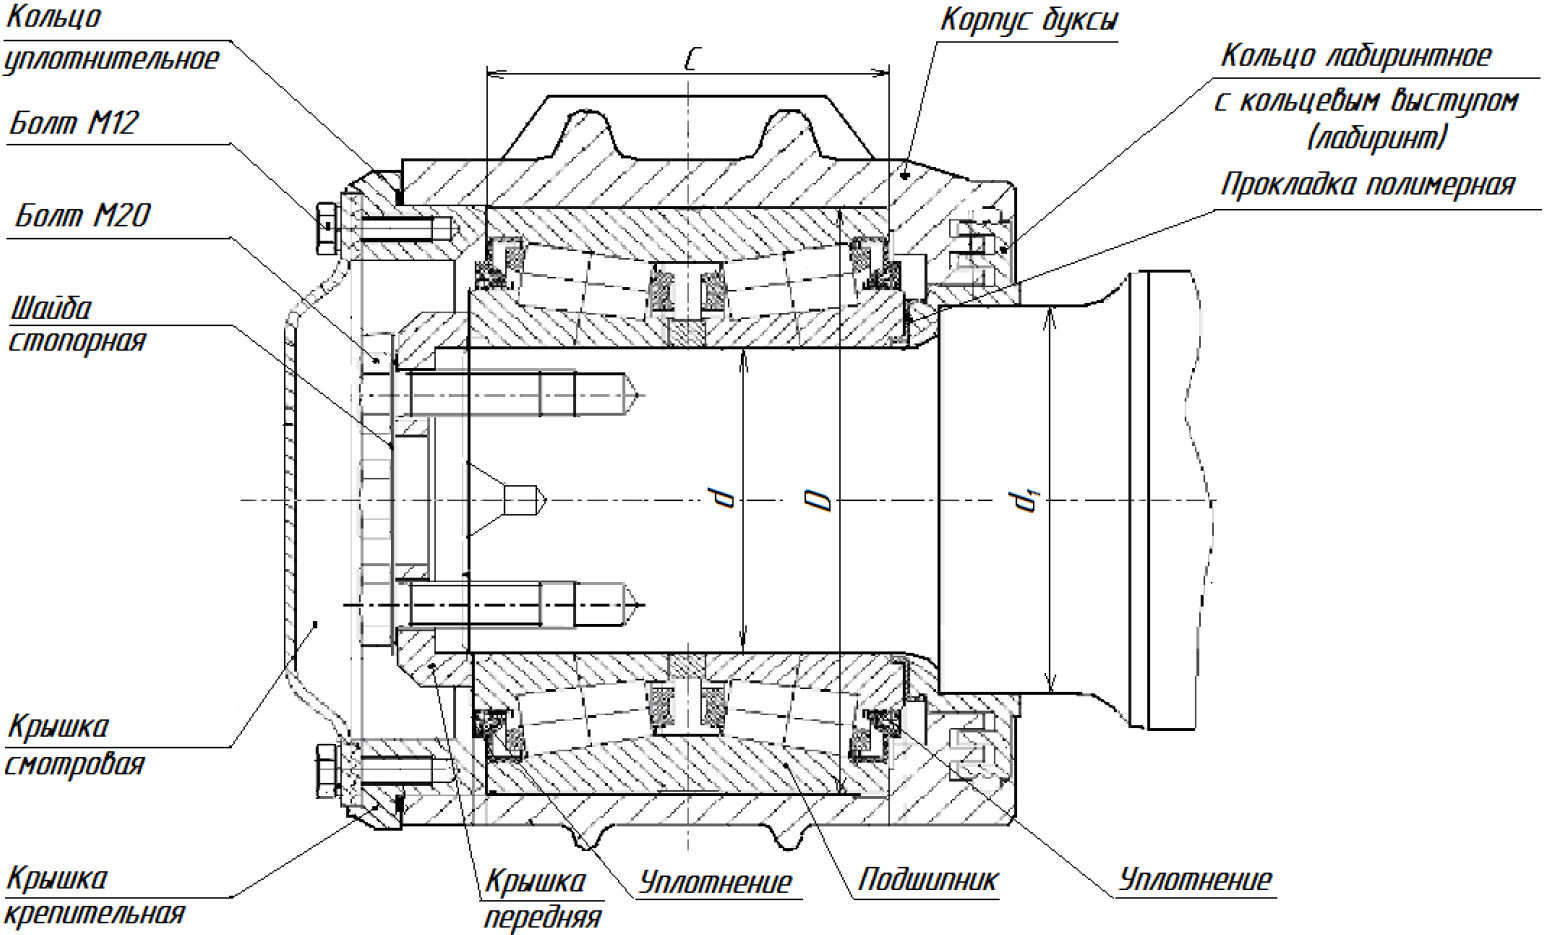 Кольцо
уплотнительное
Болт М12
Болт М20
Шайба
стопорная
Крышка
смотровая
Крышка
крепительная
Крышка
передняя
Уплотнение
Подшипник
Уплотнение
С
Корпус буксы
Кольцо лабиринтное
с кольцевым выступом
(лабиринт)
Прокладка полимерная
d
D
d₁